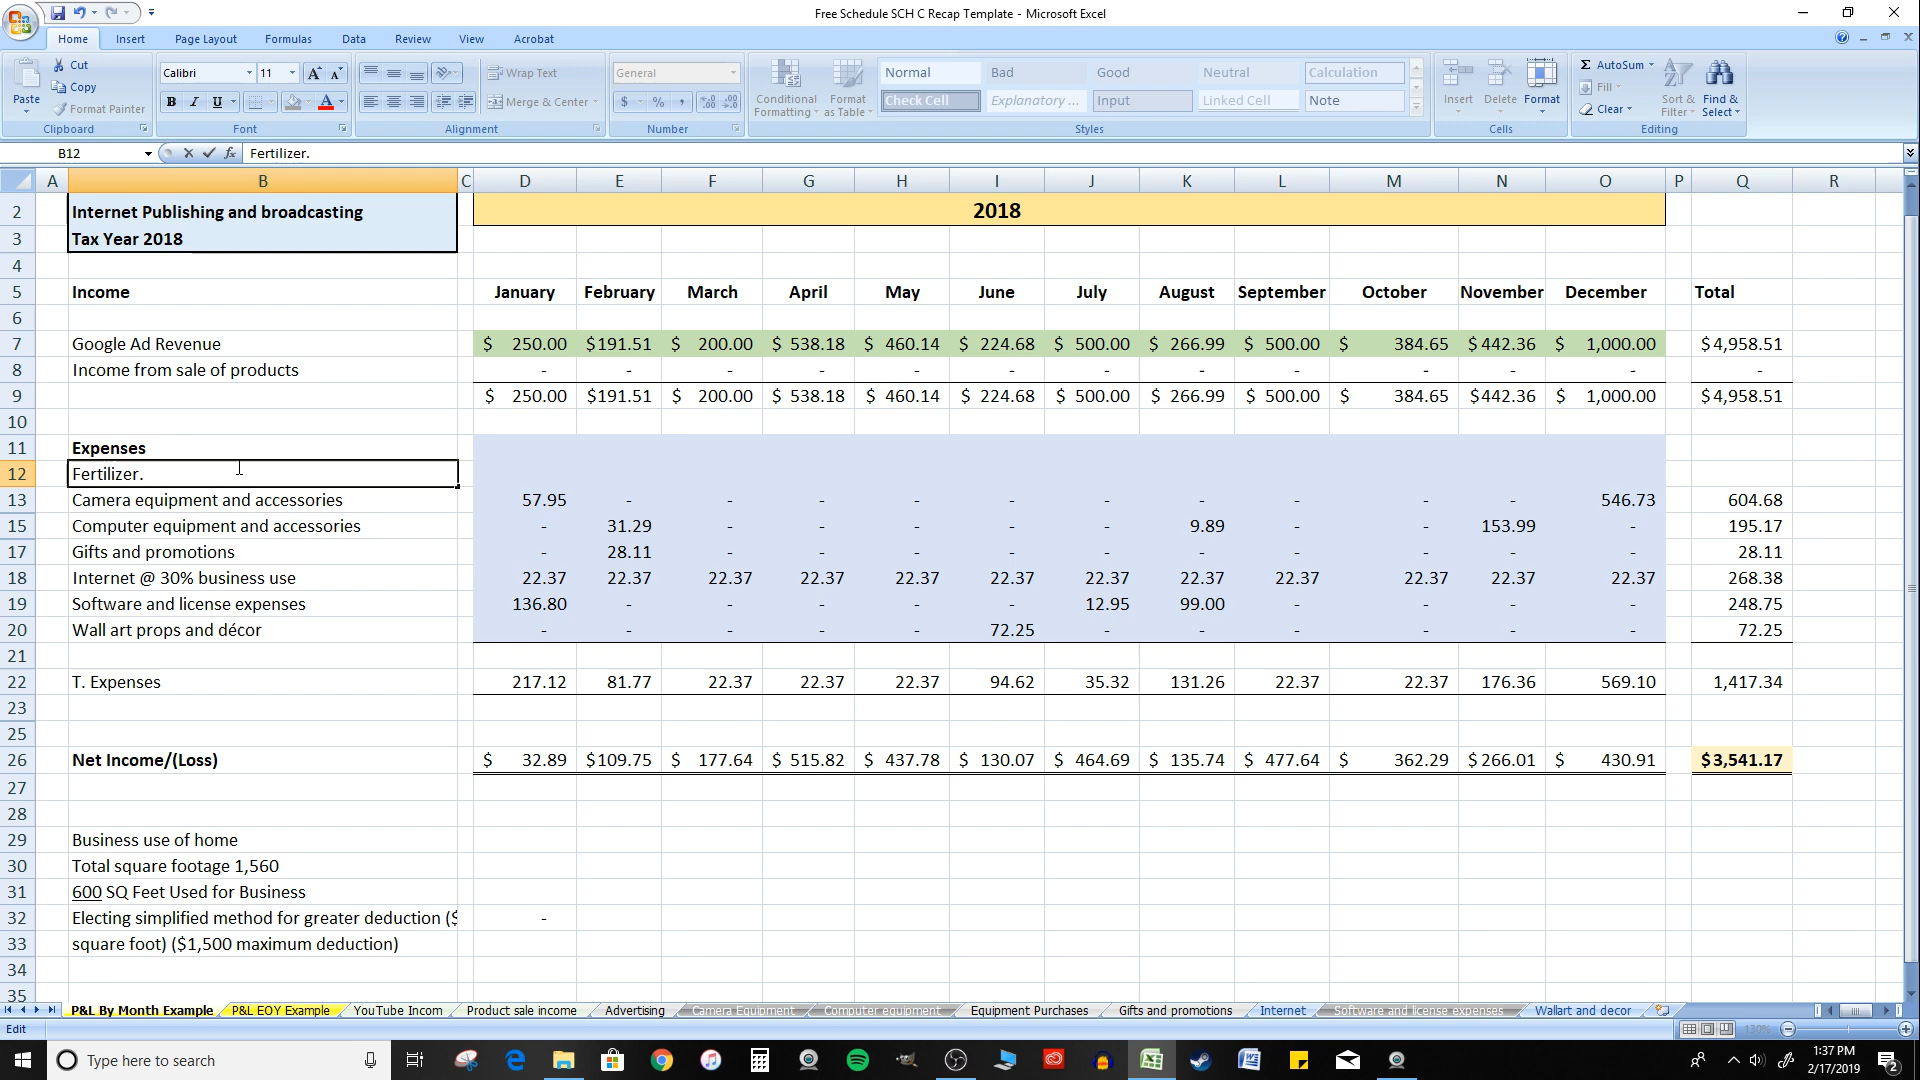 Free Schedule SCH C Recap Template - Microsoft Excel
Home Insert Page Layout Formulas Data Review View Acrobat
Paste Cut Copy Format Painter
Calibri 11
B I U
Wrap Text
Merge & Center
General
$ % ,
Conditional Formatting
Format as Table
Normal Bad Good Neutral Calculation
Check Cell Explanatory ... Input Linked Cell Note
Insert Delete Format
Σ AutoSum
Fill
Clear
Sort & Filter
Find & Select
Clipboard Font Alignment Number Styles Cells Editing
B12 fx Fertilizer.
A B C D E F G H I J K L M N O P Q R
2 Internet Publishing and broadcasting 2018
3 Tax Year 2018
4
5 Income January February March April May June July August September October November December Total
6
7 Google Ad Revenue $ 250.00 $191.51 $ 200.00 $ 538.18 $ 460.14 $ 224.68 $ 500.00 $ 266.99 $ 500.00 $ 384.65 $ 442.36 $ 1,000.00 $ 4,958.51
8 Income from sale of products - - - - - - - - - - - - -
9 $ 250.00 $191.51 $ 200.00 $ 538.18 $ 460.14 $ 224.68 $ 500.00 $ 266.99 $ 500.00 $ 384.65 $442.36 $ 1,000.00 $ 4,958.51
10
11 Expenses
12 Fertilizer.
13 Camera equipment and accessories 57.95 - - - - - - - - - - 546.73 604.68
15 Computer equipment and accessories - 31.29 - - - - - 9.89 - - 153.99 - 195.17
17 Gifts and promotions - 28.11 - - - - - - - - - - 28.11
18 Internet @ 30% business use 22.37 22.37 22.37 22.37 22.37 22.37 22.37 22.37 22.37 22.37 22.37 22.37 268.38
19 Software and license expenses 136.80 - - - - - 12.95 99.00 - - - - 248.75
20 Wall art props and décor - - - - - 72.25 - - - - - - 72.25
21
22 T. Expenses 217.12 81.77 22.37 22.37 22.37 94.62 35.32 131.26 22.37 22.37 176.36 569.10 1,417.34
23
25
26 Net Income/(Loss) $ 32.89 $109.75 $ 177.64 $ 515.82 $ 437.78 $ 130.07 $ 464.69 $ 135.74 $ 477.64 $ 362.29 $ 266.01 $ 430.91 $ 3,541.17
27
28
29 Business use of home
30 Total square footage 1,560
31 600 SQ Feet Used for Business
32 Electing simplified method for greater deduction ($ -
33 square foot) ($1,500 maximum deduction)
34
35
P&L By Month Example P&L EOY Example YouTube Incom Product sale income Advertising Camera Equipment Computer equipment Equipment Purchases Gifts and promotions Internet Software and license expenses Wallart and decor
Edit 130%
Type here to search
1:37 PM
2/17/2019
2